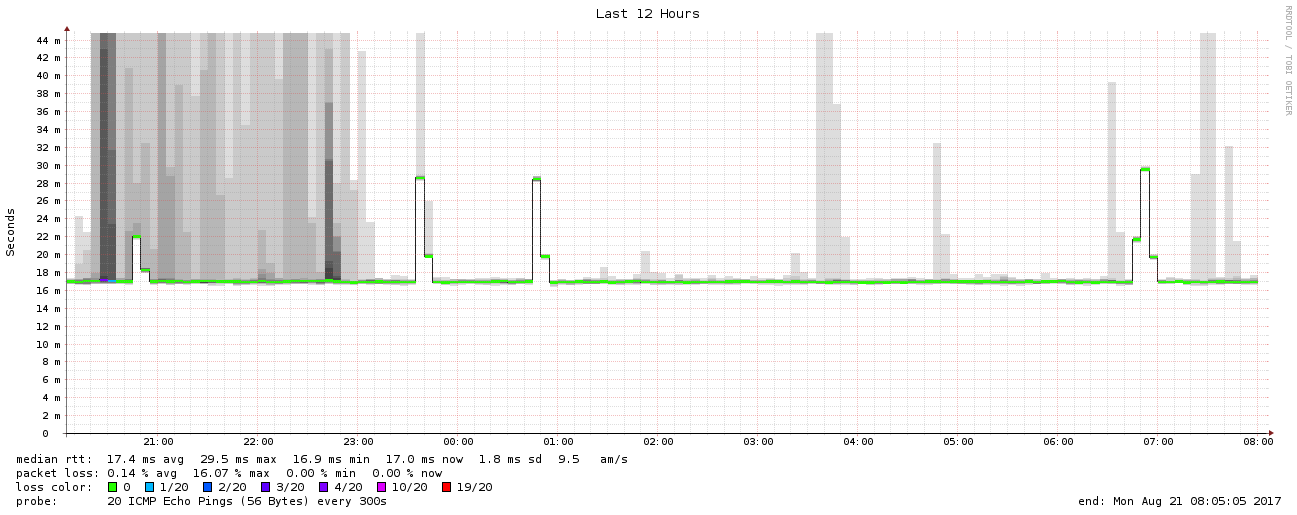 Last 12 Hours
RRDTOOL / TOBI OETIKER
Seconds
44 m
42 m
40 m
38 m
36 m
34 m
32 m
30 m
28 m
26 m
24 m
22 m
20 m
18 m
16 m
14 m
12 m
10 m
8 m
6 m
4 m
2 m
0
21:00 22:00 23:00 00:00 01:00 02:00 03:00 04:00 05:00 06:00 07:00 08:00
median rtt: 17.4 ms avg 29.5 ms max 16.9 ms min 17.0 ms now 1.8 ms sd 9.5 am/s
packet loss: 0.14 % avg 16.07 % max 0.00 % min 0.00 % now
loss color: 0 1/20 2/20 3/20 4/20 10/20 19/20
probe: 20 ICMP Echo Pings (56 Bytes) every 300s end: Mon Aug 21 08:05:05 2017